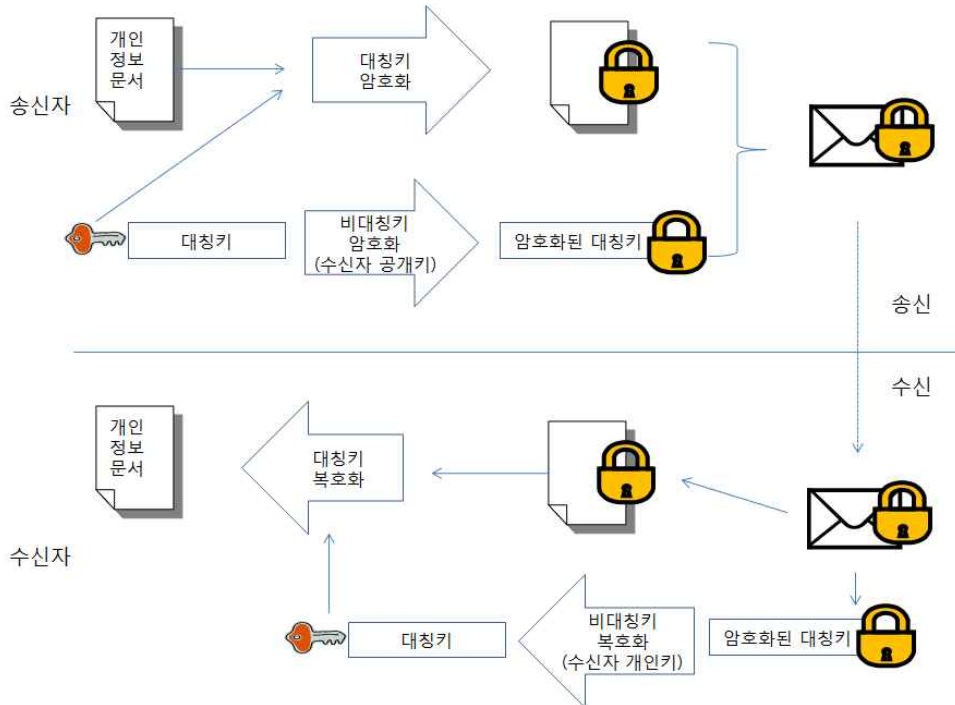 개인
정보
문서
대칭키
암호화
송신자
대칭키
비대칭키
암호화
(수신자 공개키)
암호화된 대칭키
송신
수신
개인
정보
문서
대칭키
복호화
수신자
대칭키
비대칭키
복호화
(수신자 개인키)
암호화된 대칭키